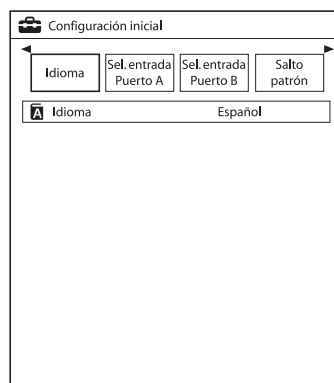 Configuración inicial
Idioma
Sel. entrada
Puerto A
Sel. entrada
Puerto B
Salto
patrón
A Idioma Español